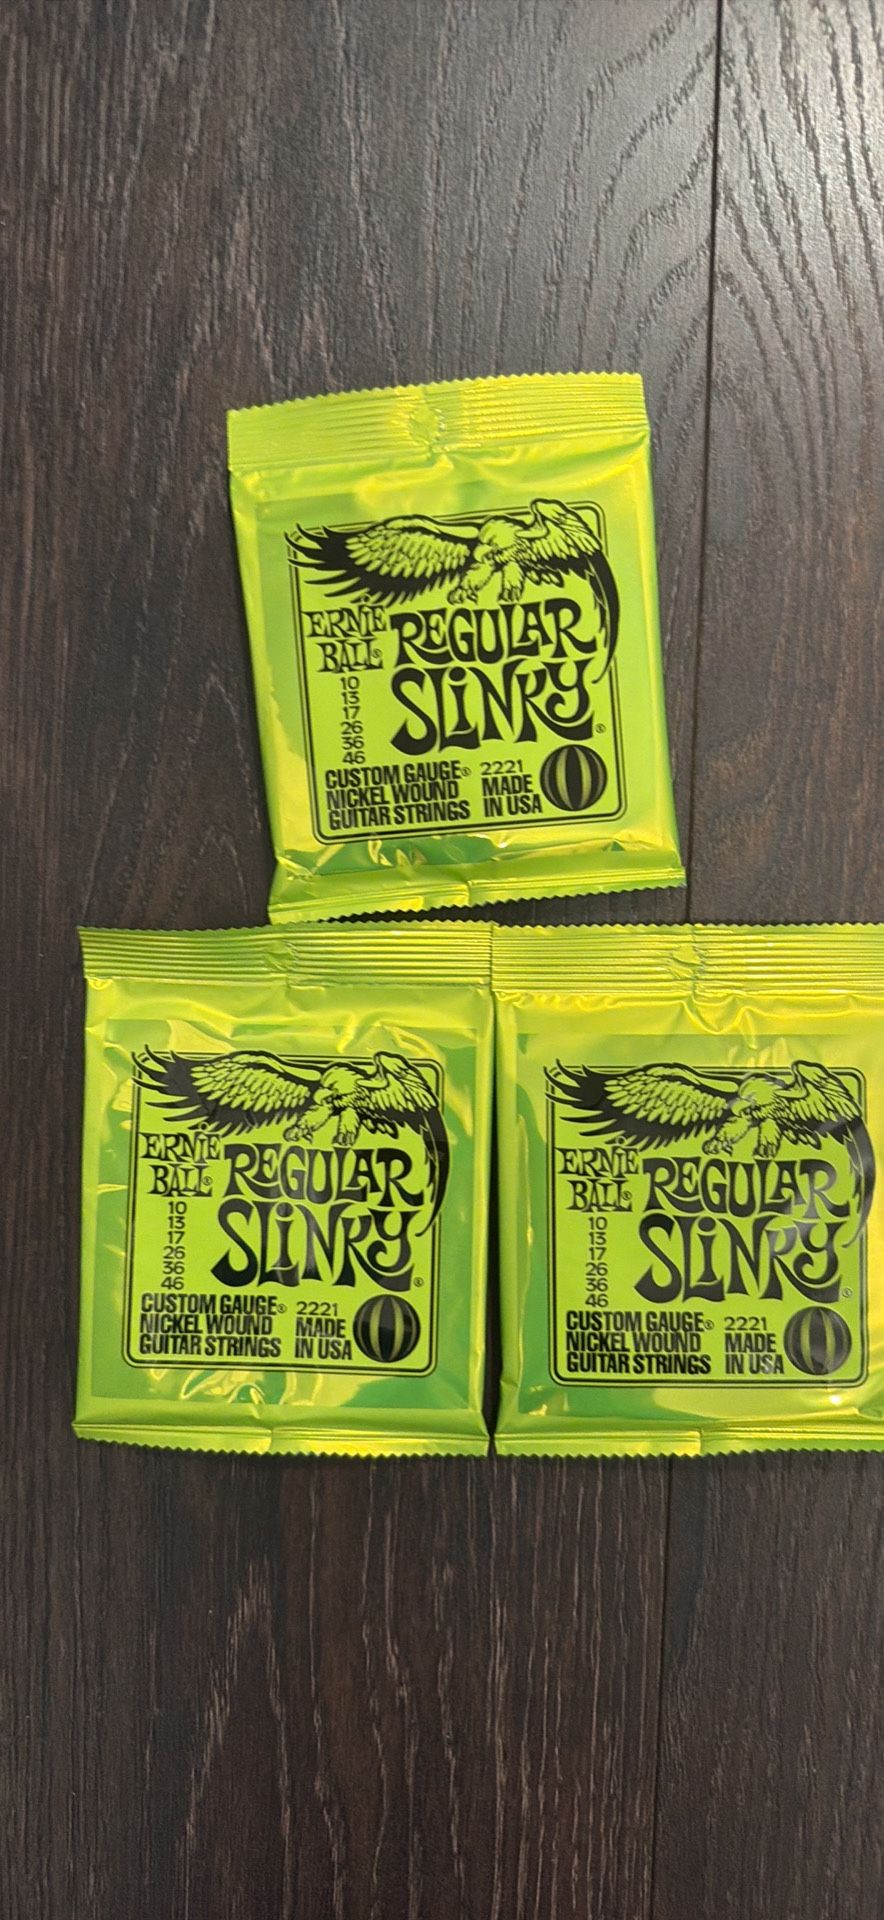 ERNIE
BALL®
REGULAR
SLINKY®
10
13
17
26
36
46
CUSTOM GAUGE®
NICKEL WOUND
GUITAR STRINGS
2221
MADE
IN USA
ERNIE
BALL®
REGULAR
SLINKY®
10
13
17
26
36
46
CUSTOM GAUGE®
NICKEL WOUND
GUITAR STRINGS
2221
MADE
IN USA
ERNIE
BALL®
REGULAR
SLINKY®
10
13
17
26
36
46
CUSTOM GAUGE®
NICKEL WOUND
GUITAR STRINGS
2221
MADE
IN USA